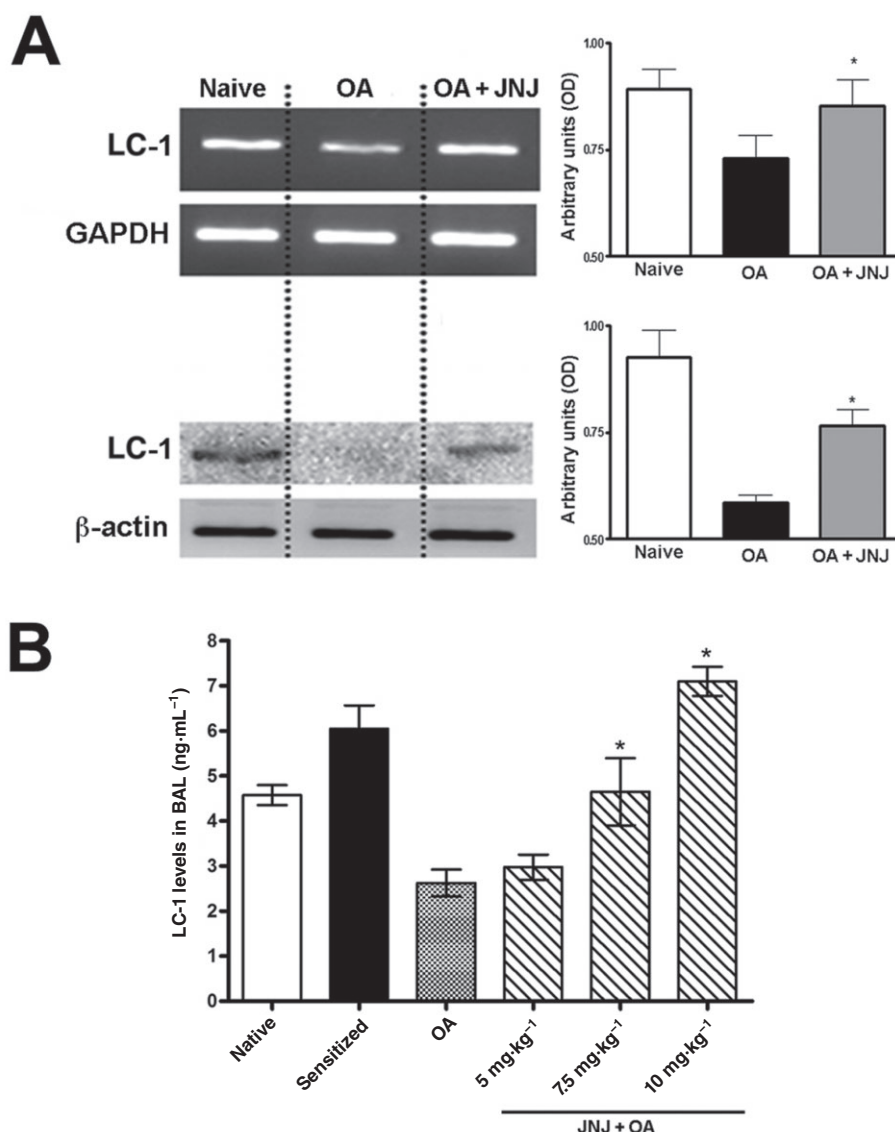 A
Naive OA OA + JNJ
LC-1
GAPDH
LC-1
β-actin
Arbitrary units (OD)
1.00
0.75
0.50
*
Naive OA OA + JNJ
Arbitrary units (OD)
1.00
0.75
0.50
*
Naive OA OA + JNJ
B
LC-1 levels in BAL (ng·mL⁻¹)
8
7
6
5
4
3
2
1
0
*
*
Native
Sensitized
OA
5 mg·kg⁻¹
7.5 mg·kg⁻¹
10 mg·kg⁻¹
JNJ + OA